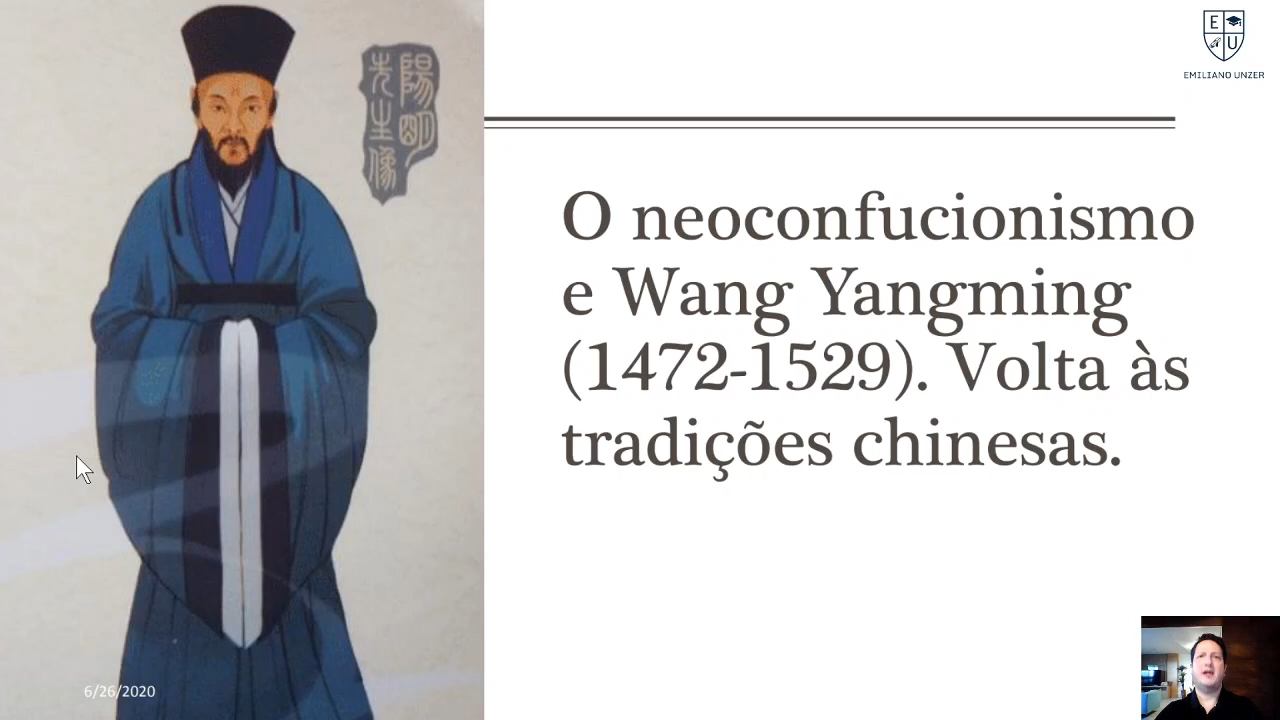 陽明
先生像
E U
EMILIANO UNZER
O neoconfucionismo
e Wang Yangming
(1472-1529). Volta às
tradições chinesas.
6/26/2020